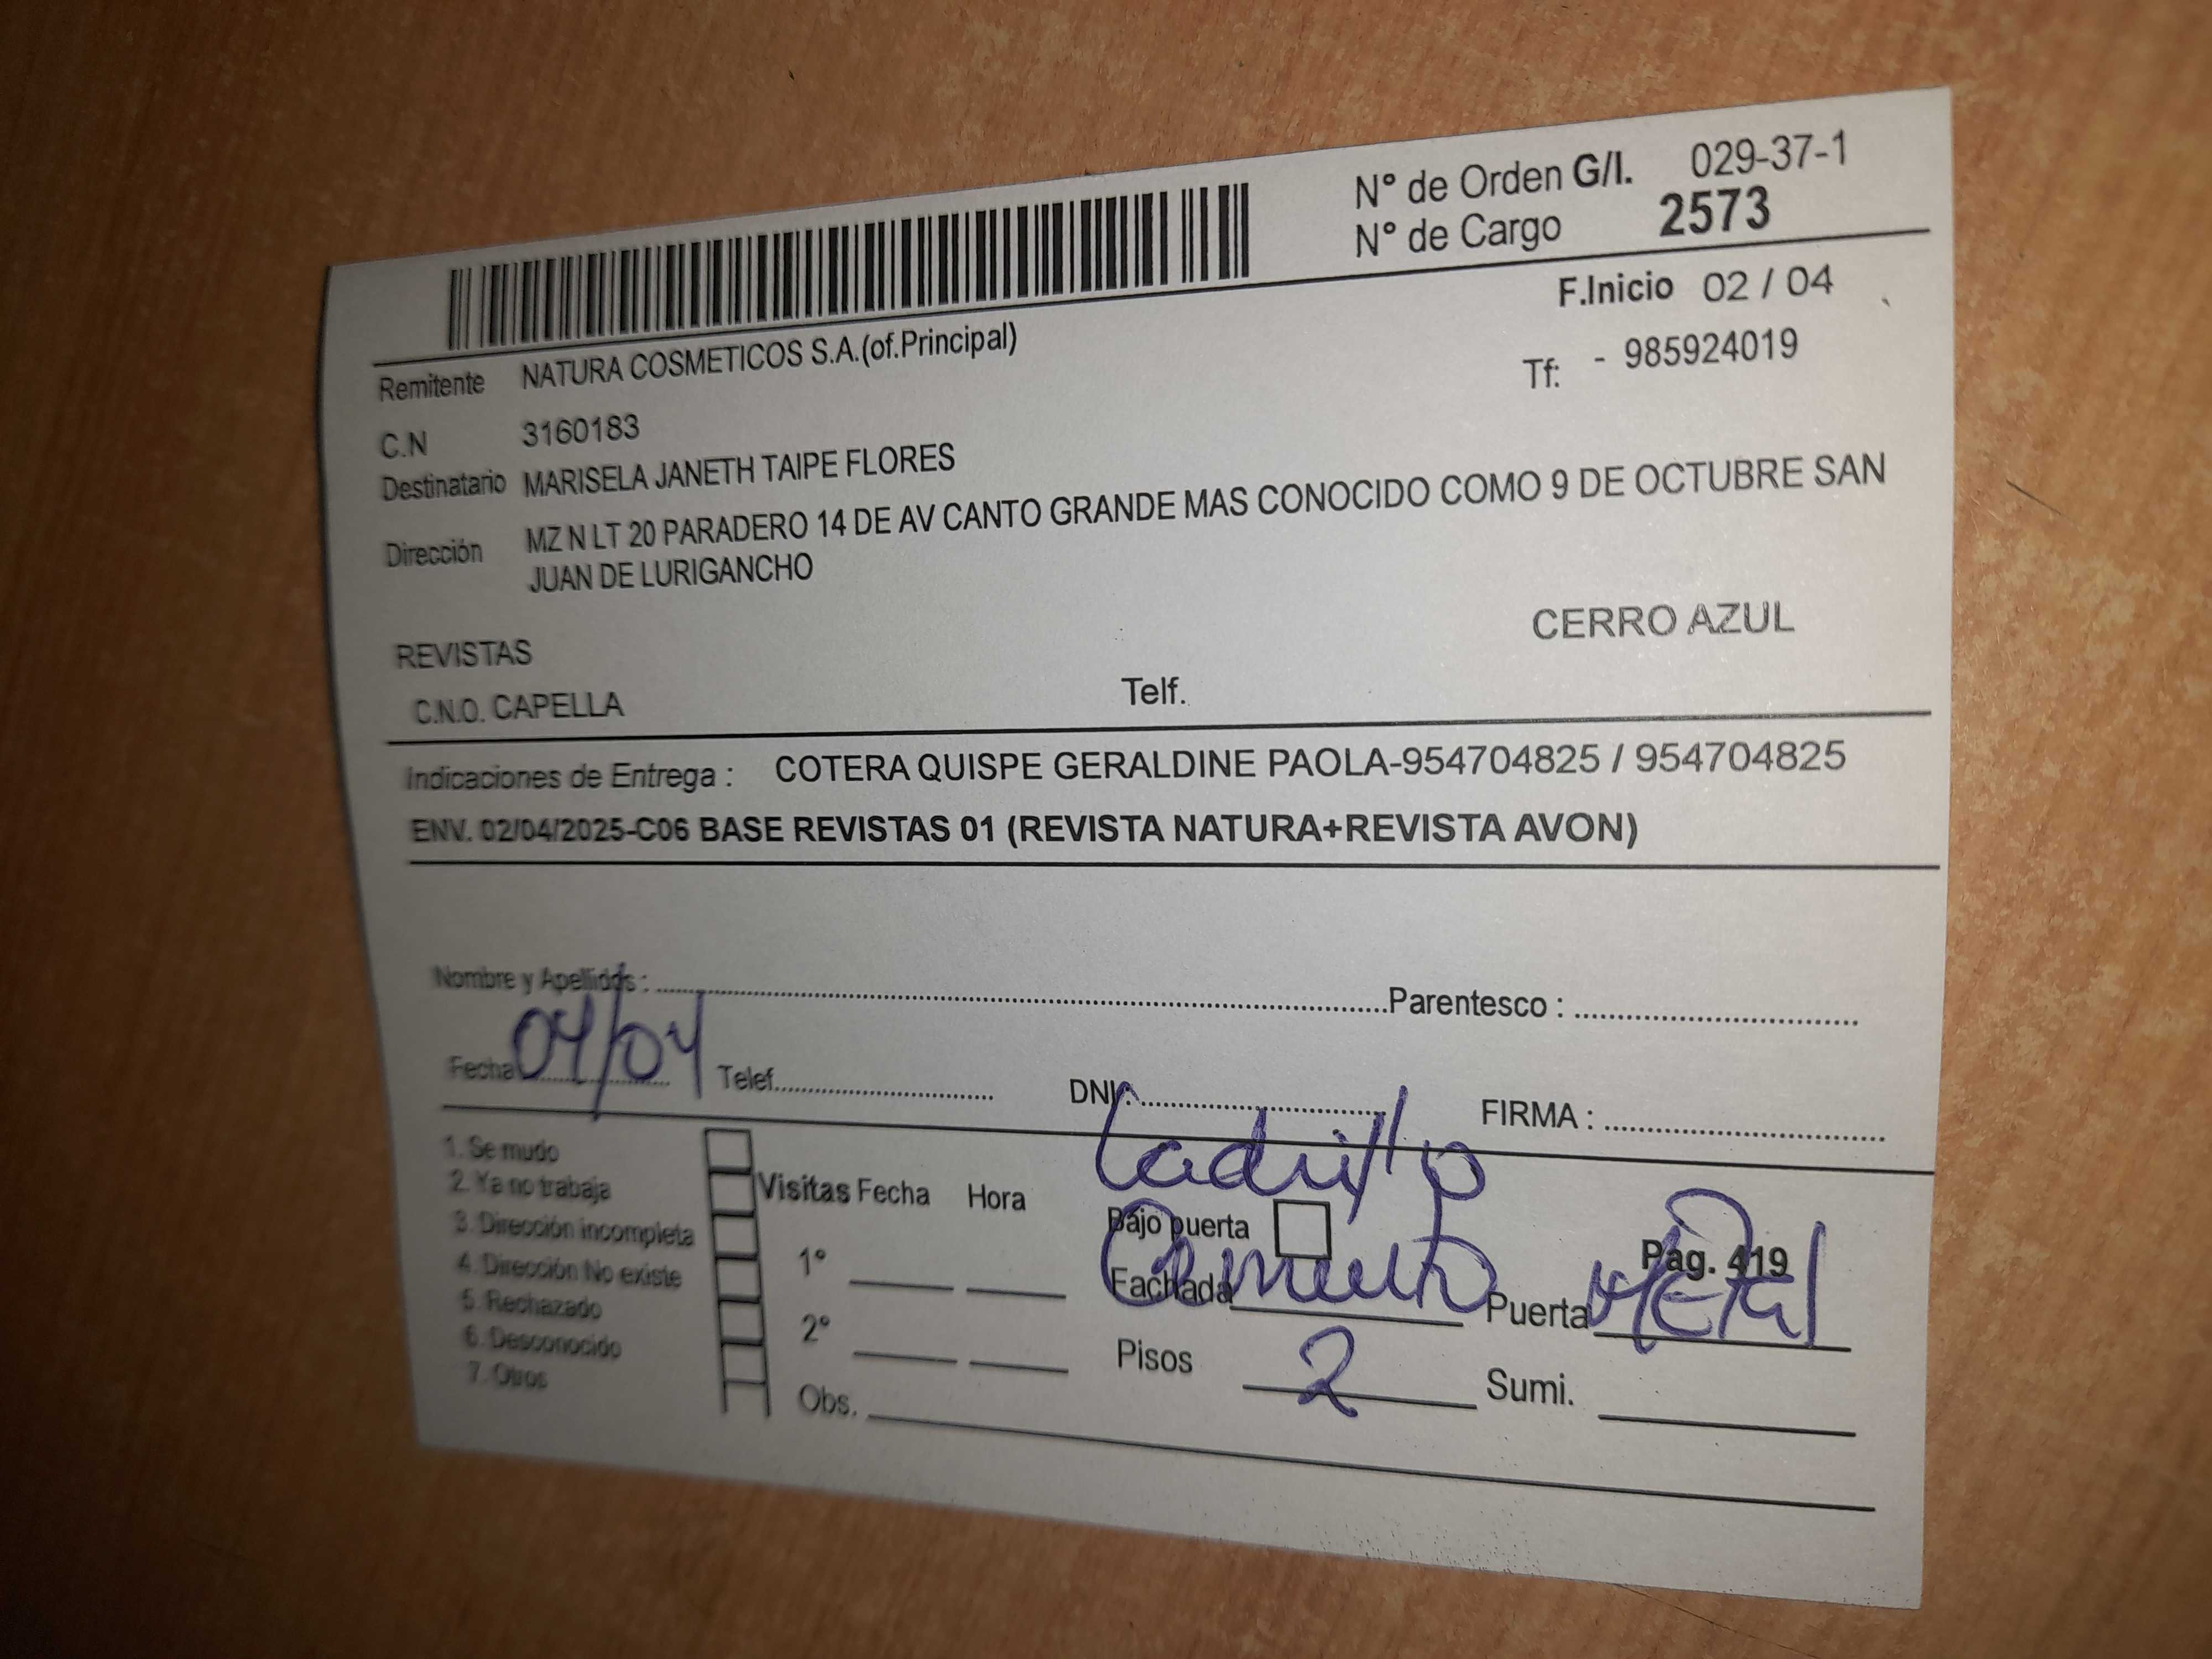 N° de Orden G/I. 029-37-1
N° de Cargo 2573
F.Inicio 02 / 04
Remitente NATURA COSMETICOS S.A.(of.Principal)
Tf: - 985924019
C.N 3160183
Destinatario MARISELA JANETH TAIPE FLORES
Dirección MZ N LT 20 PARADERO 14 DE AV CANTO GRANDE MAS CONOCIDO COMO 9 DE OCTUBRE SAN
JUAN DE LURIGANCHO
CERRO AZUL
REVISTAS
C.N.O. CAPELLA Telf.
Indicaciones de Entrega : COTERA QUISPE GERALDINE PAOLA-954704825 / 954704825
ENV. 02/04/2025-C06 BASE REVISTAS 01 (REVISTA NATURA+REVISTA AVON)
Nombre y Apellidos : Parentesco :
Fecha 04/04 Telef. DNI : FIRMA :
1. Se mudo
2. Ya no trabaja
3. Dirección incompleta
4. Dirección No existe
5. Rechazado
6. Desconocido
7. Otros
Visitas Fecha Hora
1°
2°
Obs.
Ladrillo
Bajo puerta
Pag. 419
Fachada Cemento Puerta Metal
Pisos 2 Sumi.